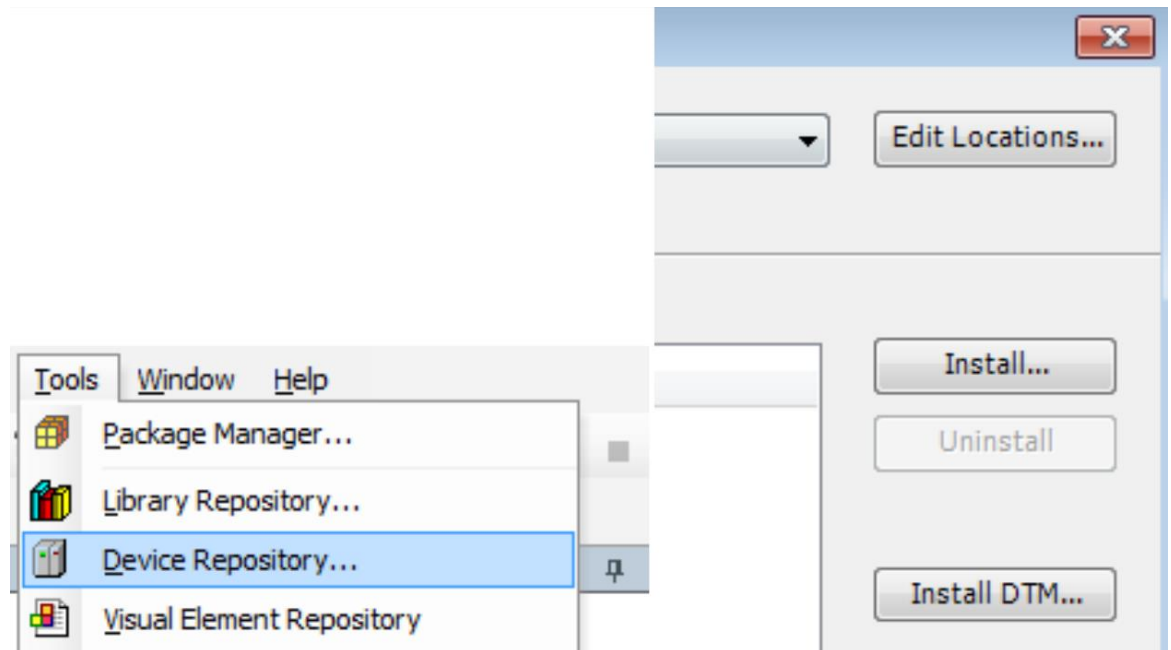 Edit Locations...
Install...
Uninstall
Install DTM...
Tools Window Help
Package Manager...
Library Repository...
Device Repository...
Visual Element Repository